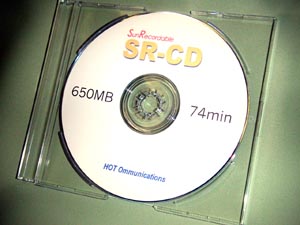 SunRecordable
SR-CD
650MB
74min
HOT Ommunications